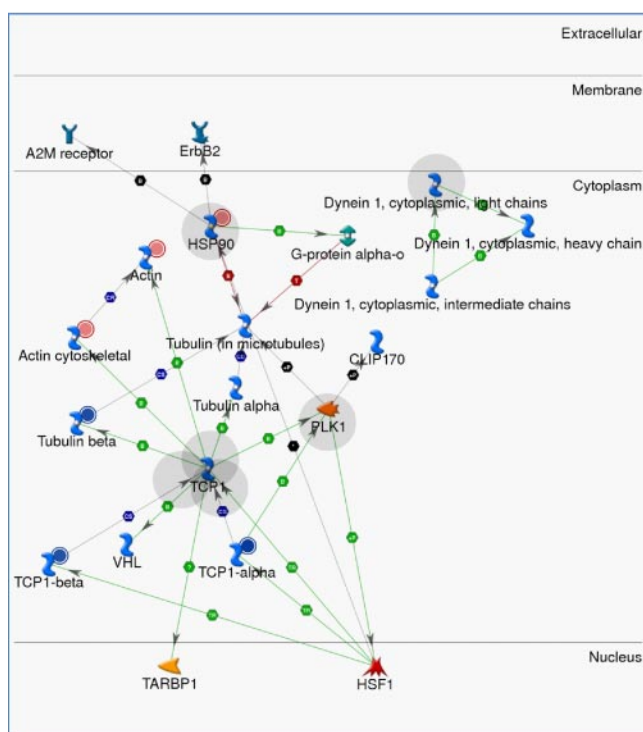 Extracellular
Membrane
A2M receptor
ErbB2
Cytoplasm
Dynein 1, cytoplasmic, light chains
HSP90
Dynein 1, cytoplasmic, heavy chain
G-protein alpha-o
Actin
Dynein 1, cytoplasmic, intermediate chains
Tubulin (in microtubules)
Actin cytoskeletal
CLIP170
Tubulin alpha
PLK1
Tubulin beta
TCP1
VHL
TCP1-alpha
TCP1-beta
Nucleus
TARBP1
HSF1